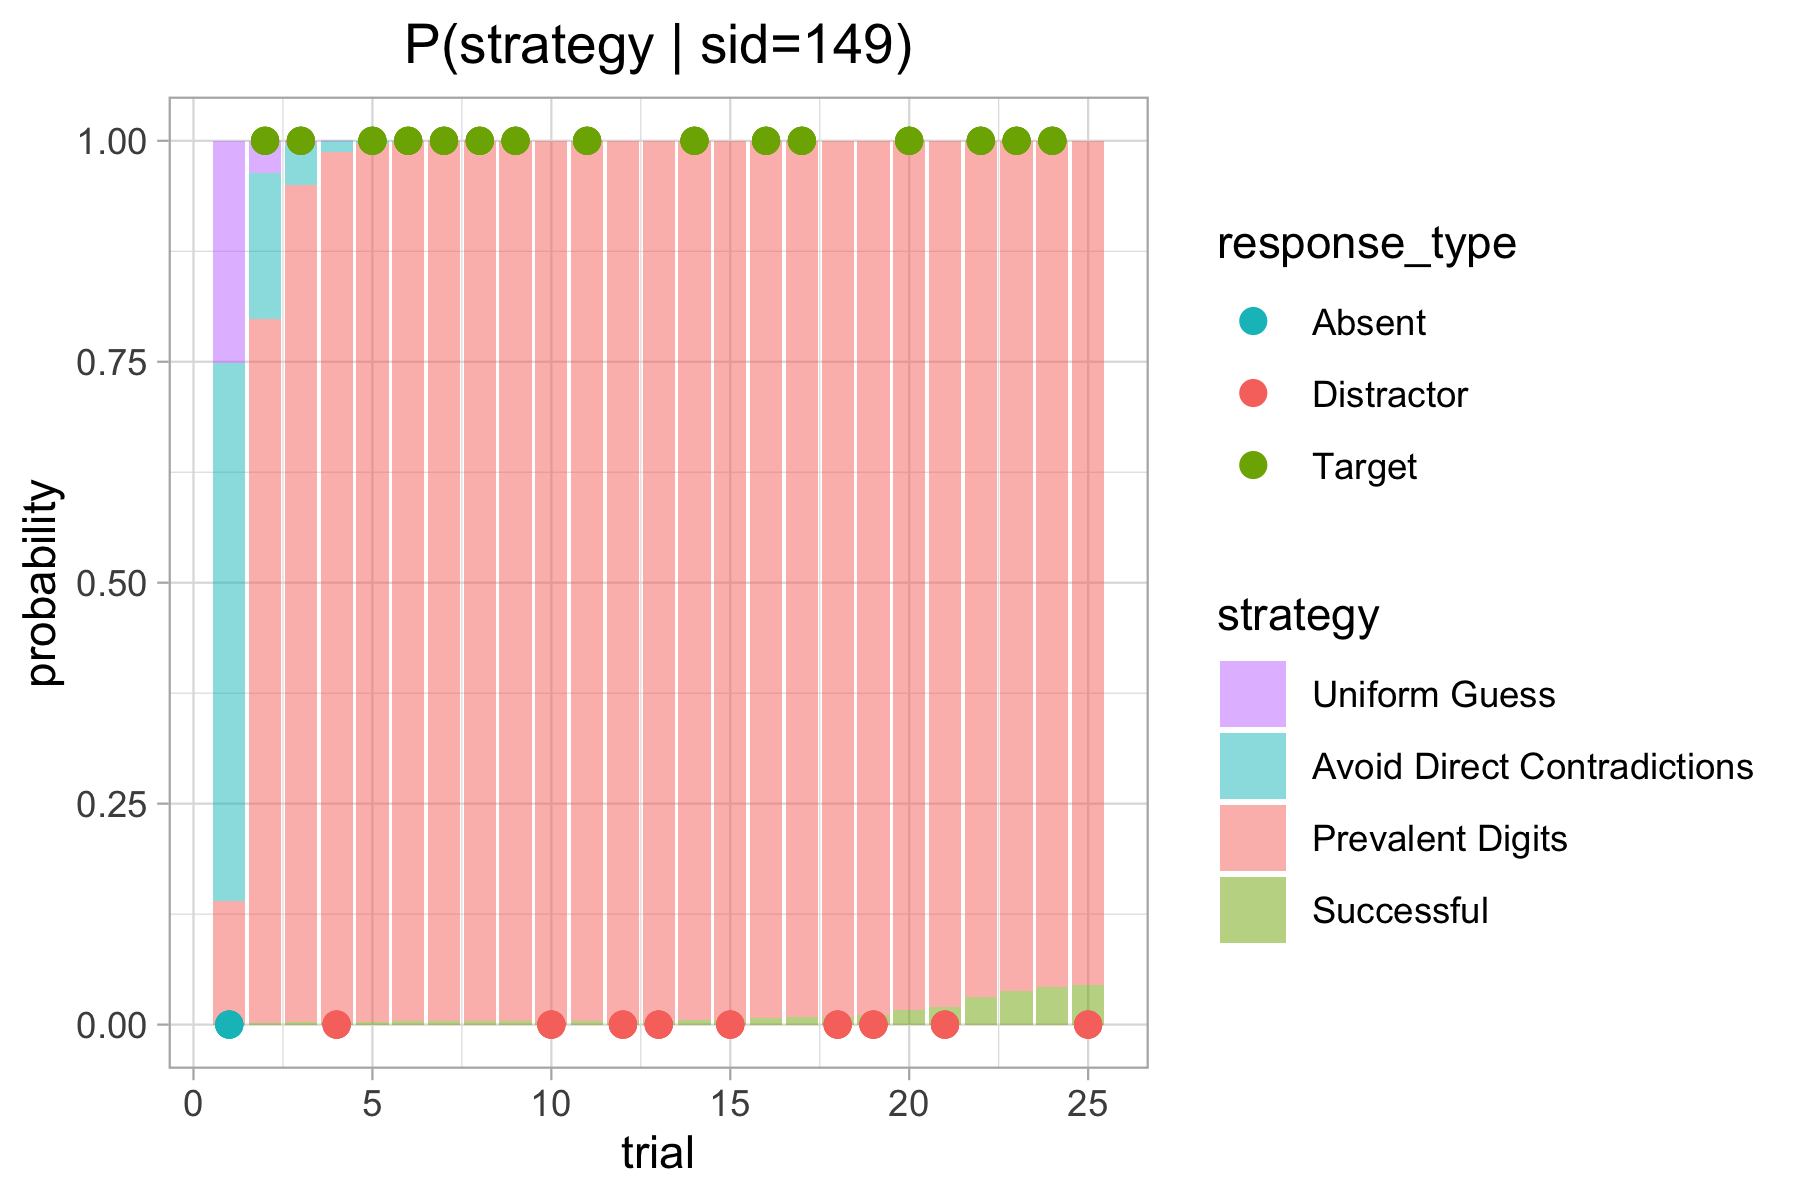 P(strategy | sid=149)
probability
1.00
0.75
0.50
0.25
0.00
0 5 10 15 20 25
trial
response_type
Absent
Distractor
Target
strategy
Uniform Guess
Avoid Direct Contradictions
Prevalent Digits
Successful